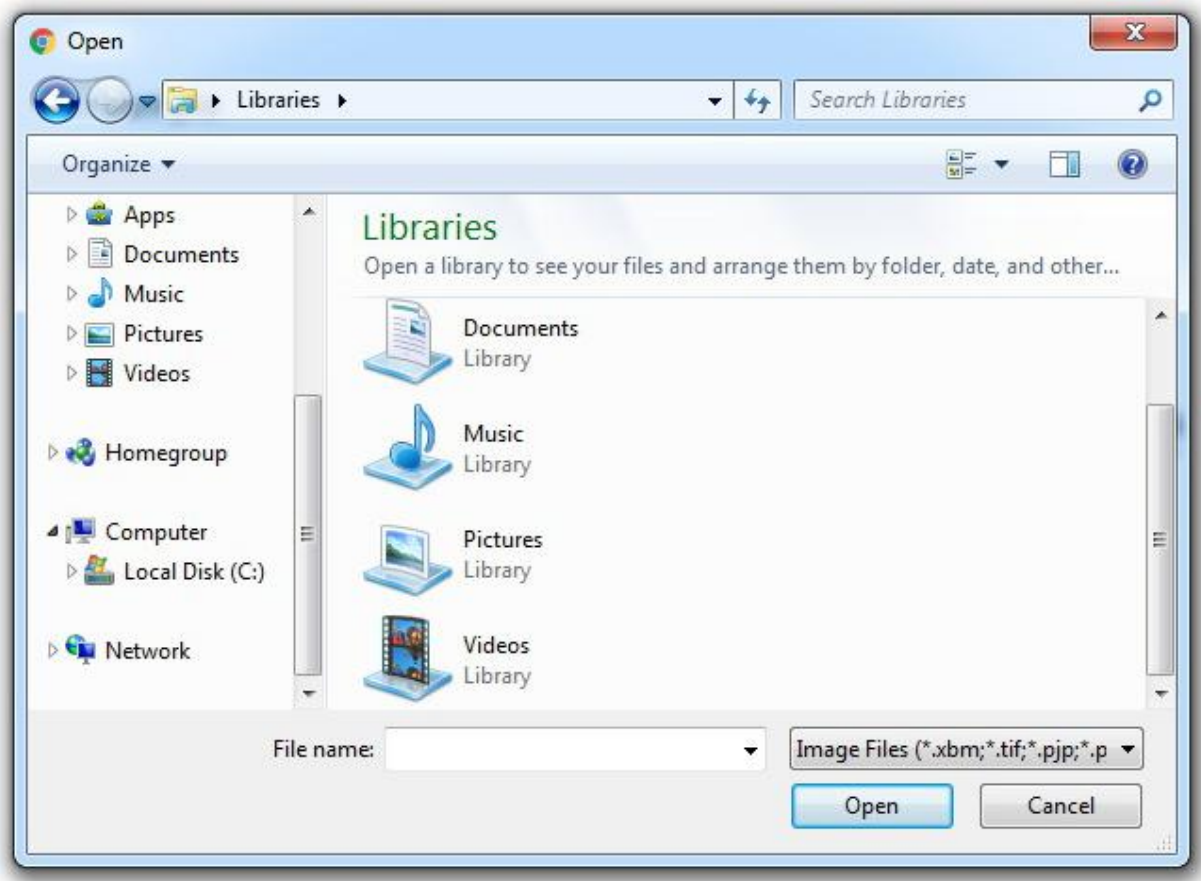 Open
Libraries
Search Libraries
Organize
Apps
Documents
Music
Pictures
Videos
Homegroup
Computer
Local Disk (C:)
Network
Libraries
Open a library to see your files and arrange them by folder, date, and other...
Documents
Library
Music
Library
Pictures
Library
Videos
Library
File name:
Image Files (*.xbm;*.tif;*.pjp;*.p
Open
Cancel